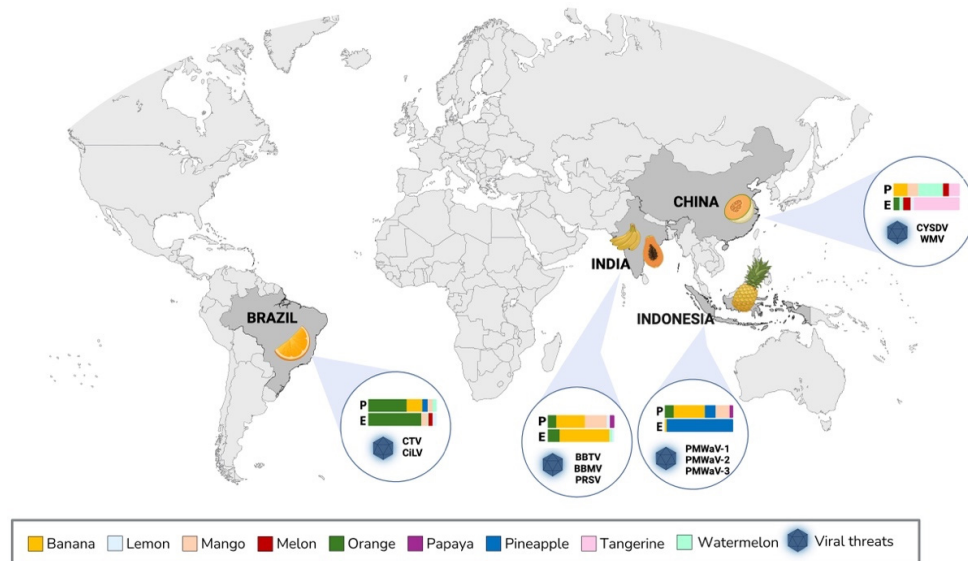 CHINA
P
E
CYSDV
WMV
INDIA
INDONESIA
BRAZIL
P
E
CTV
CiLV
P
E
BBTV
BBMV
PRSV
P
E
PMWaV-1
PMWaV-2
PMWaV-3
Banana Lemon Mango Melon Orange Papaya Pineapple Tangerine Watermelon Viral threats